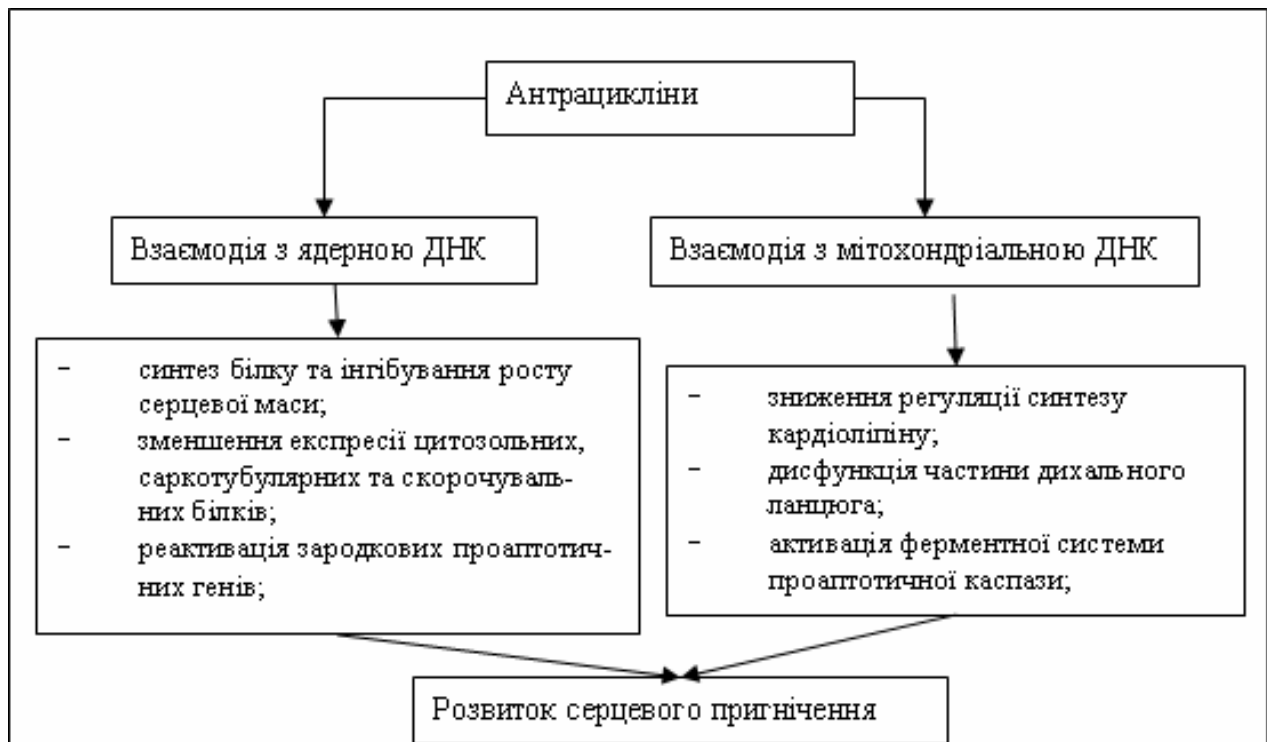 Антрацикліни
Взаємодія з ядерною ДНК
Взаємодія з мітохондріальною ДНК
- синтез білку та інгібування росту
серцевої маси;
- зменшення експресії цитозольних,
саркотубулярних та скорочуваль-
них білків;
- реактивація зародкових проаптотич-
них генів;
- зниження регуляції синтезу
кардіоліпіну;
- дисфункція частини дихального
ланцюга;
- активація ферментної системи
проаптотичної каспази;
Розвиток серцевого пригнічення